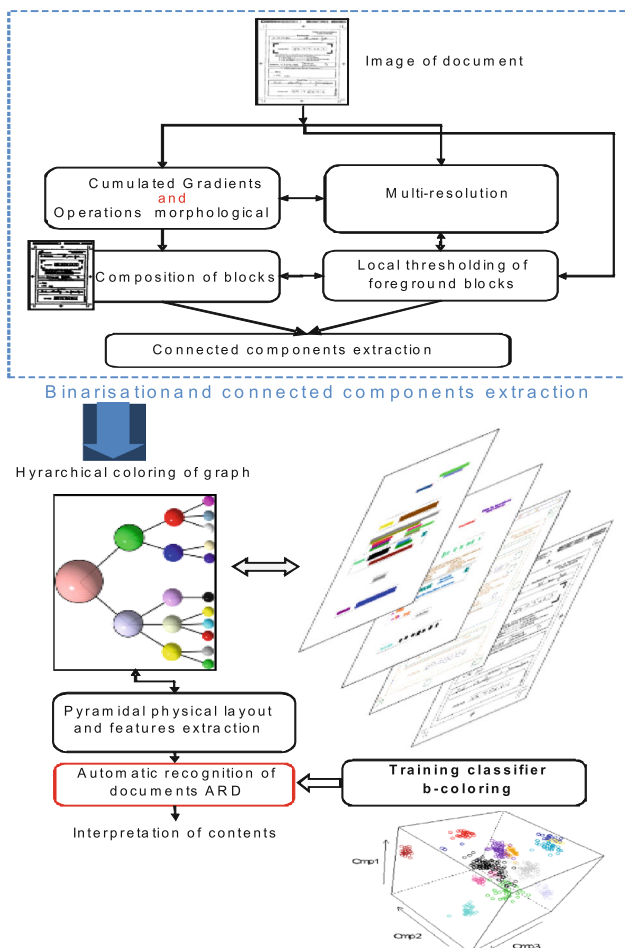 Image of document
Cumulated Gradients
and
Operations morphological
Multi-resolution
Composition of blocks
Local thresholding of
foreground blocks
Connected components extraction
Binarisationand connected components extraction
Hyrarchical coloring of graph
Pyramidal physical layout
and features extraction
Automatic recognition of
documents ARD
Training classifier
b-coloring
Interpretation of contents
Cmp1
Cmp2
Cmp3